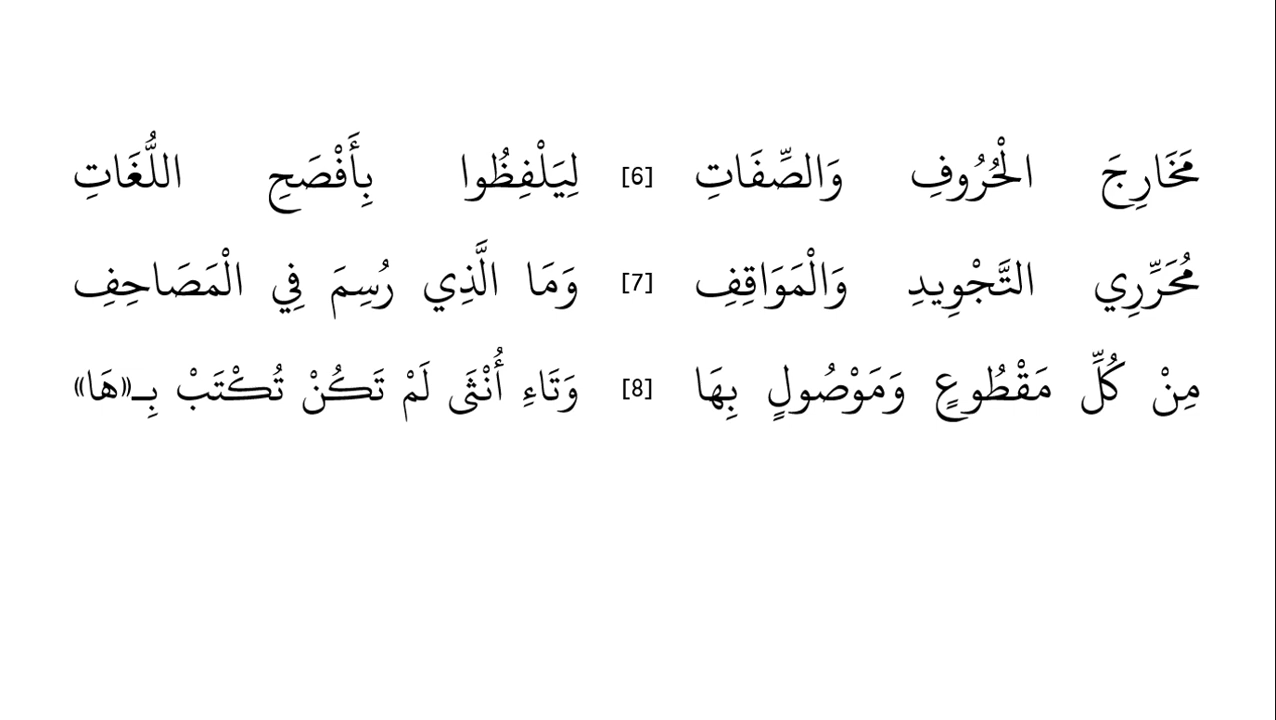 مَخَارِجَ الْحُرُوفِ وَالصِّفَاتِ [6] لِيَلْفِظُوا بِأَفْصَحِ اللُّغَاتِ
مُحَرِّرِي التَّجْوِيدِ وَالْمَوَاقِفِ [7] وَمَا الَّذِي رُسِمَ فِي الْمَصَاحِفِ
مِنْ كُلِّ مَقْطُوعٍ وَمَوْصُولٍ بِهَا [8] وَتَاءِ أُنْثَى لَمْ تَكُنْ تُكْتَبْ بِـ«هَا»